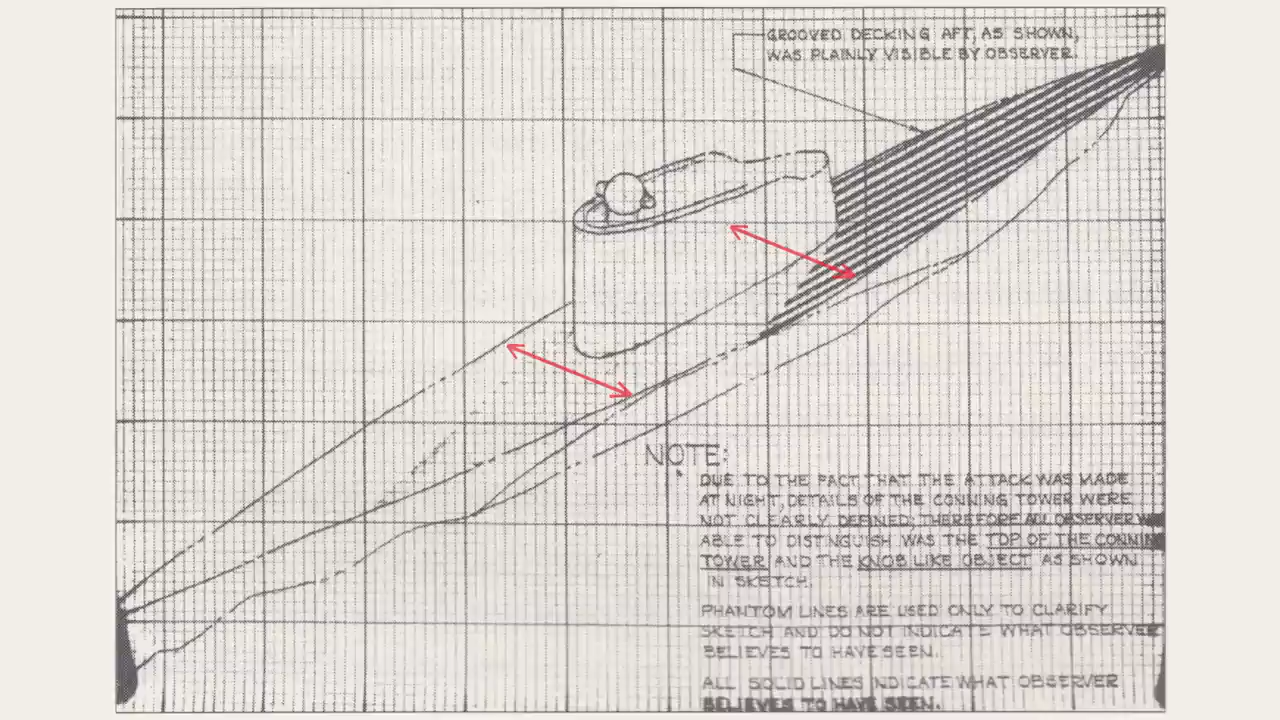 GROOVED DECKING AFT, AS SHOWN,
WAS PLAINLY VISIBLE BY OBSERVER.
NOTE:
DUE TO THE FACT THAT THE ATTACK WAS MADE
AT NIGHT, DETAILS OF THE CONNING TOWER WERE
NOT CLEARLY DEFINED; THEREFORE ALL OBSERVER
ABLE TO DISTINGUISH WAS THE TOP OF THE CONNIN
TOWER AND THE KNOB LIKE OBJECT AS SHOWN
IN SKETCH.
PHANTOM LINES ARE USED ONLY TO CLARIFY
SKETCH AND DO NOT INDICATE WHAT OBSERVER
BELIEVES TO HAVE SEEN.
ALL SOLID LINES INDICATE WHAT OBSERVER
BELIEVES TO HAVE SEEN.